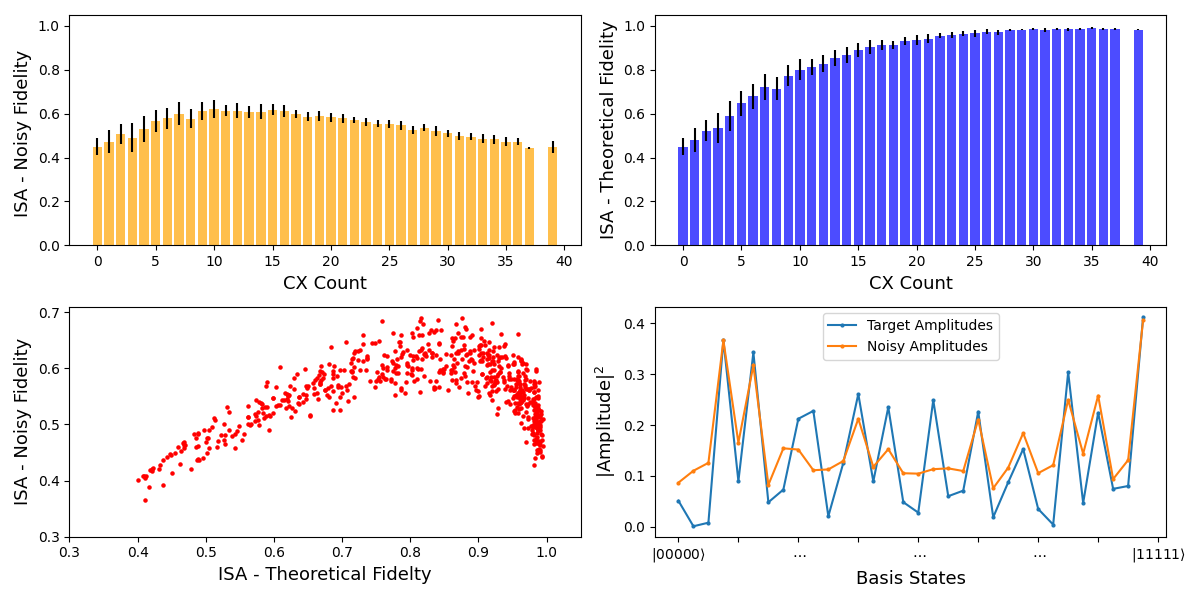 1.0
0.8
0.6
0.4
0.2
0.0
ISA - Noisy Fidelity
0 5 10 15 20 25 30 35 40
CX Count
1.0
0.8
0.6
0.4
0.2
0.0
ISA - Theoretical Fidelity
0 5 10 15 20 25 30 35 40
CX Count
0.7
0.6
0.5
0.4
0.3
ISA - Noisy Fidelity
0.3 0.4 0.5 0.6 0.7 0.8 0.9 1.0
ISA - Theoretical Fidelty
Target Amplitudes
Noisy Amplitudes
0.4
0.3
0.2
0.1
0.0
|Amplitude|²
|000000⟩ ... ... ... |11111⟩
Basis States